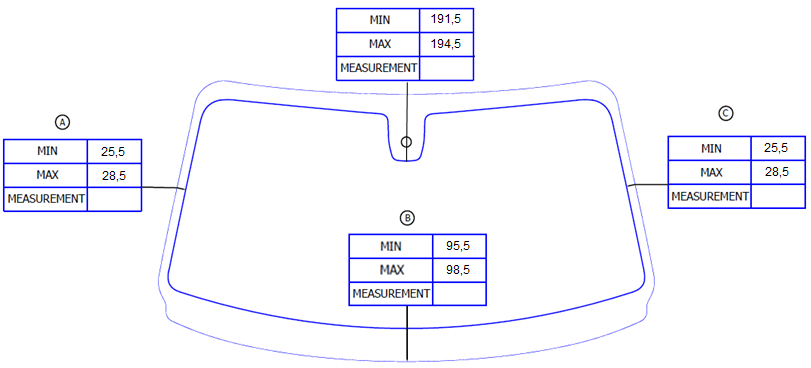 MIN 191,5
MAX 194,5
MEASUREMENT
A
MIN 25,5
MAX 28,5
MEASUREMENT
C
MIN 25,5
MAX 28,5
MEASUREMENT
B
MIN 95,5
MAX 98,5
MEASUREMENT